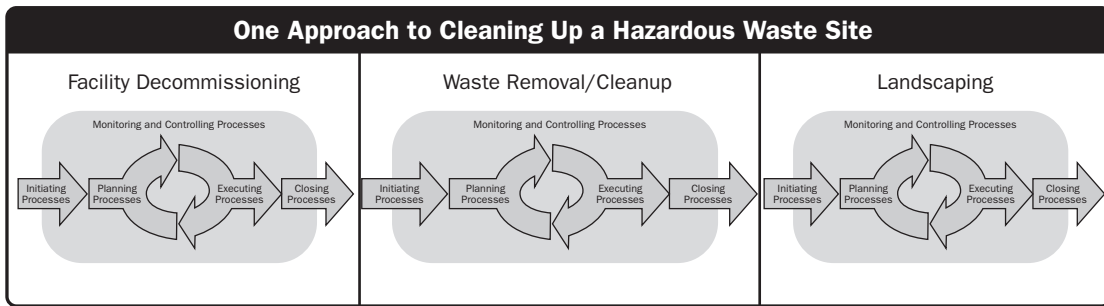 One Approach to Cleaning Up a Hazardous Waste Site
Facility Decommissioning
Monitoring and Controlling Processes
Initiating
Processes
Planning
Processes
Executing
Processes
Closing
Processes
Waste Removal/Cleanup
Monitoring and Controlling Processes
Initiating
Processes
Planning
Processes
Executing
Processes
Closing
Processes
Landscaping
Monitoring and Controlling Processes
Initiating
Processes
Planning
Processes
Executing
Processes
Closing
Processes